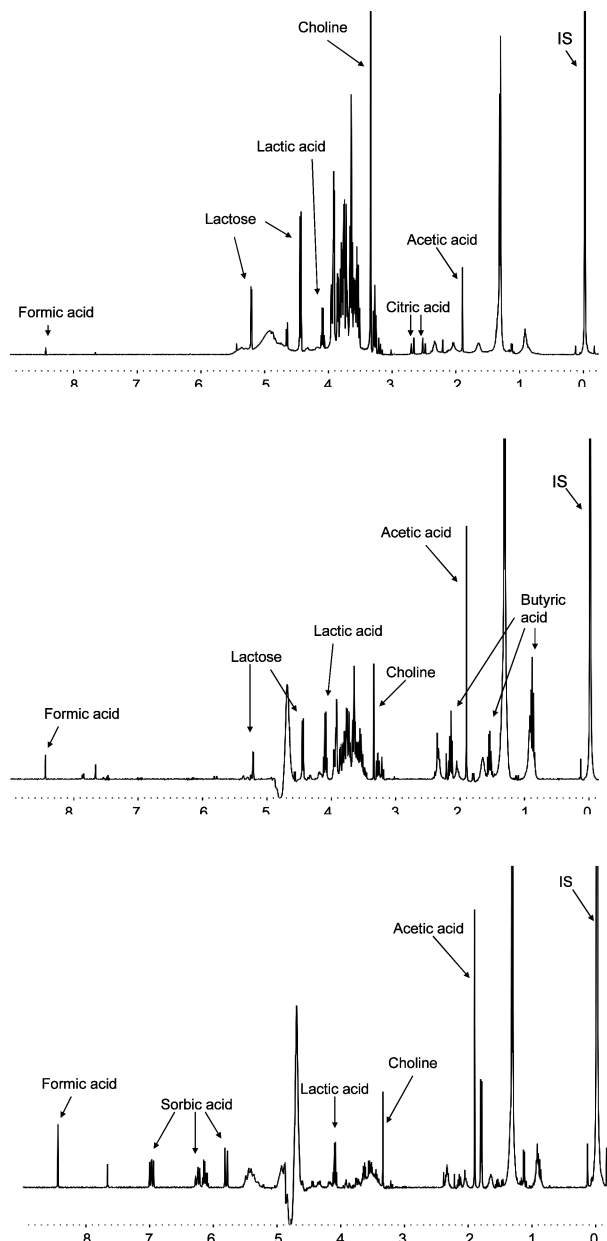 Choline
IS
Lactic acid
Lactose
Acetic acid
Formic acid
Citric acid
8 7 6 5 4 3 2 1 0
IS
Acetic acid
Butyric
acid
Lactic acid
Lactose
Choline
Formic acid
8 7 6 5 4 3 2 1 0
IS
Acetic acid
Choline
Formic acid
Lactic acid
Sorbic acid
8 7 6 5 4 3 2 1 0